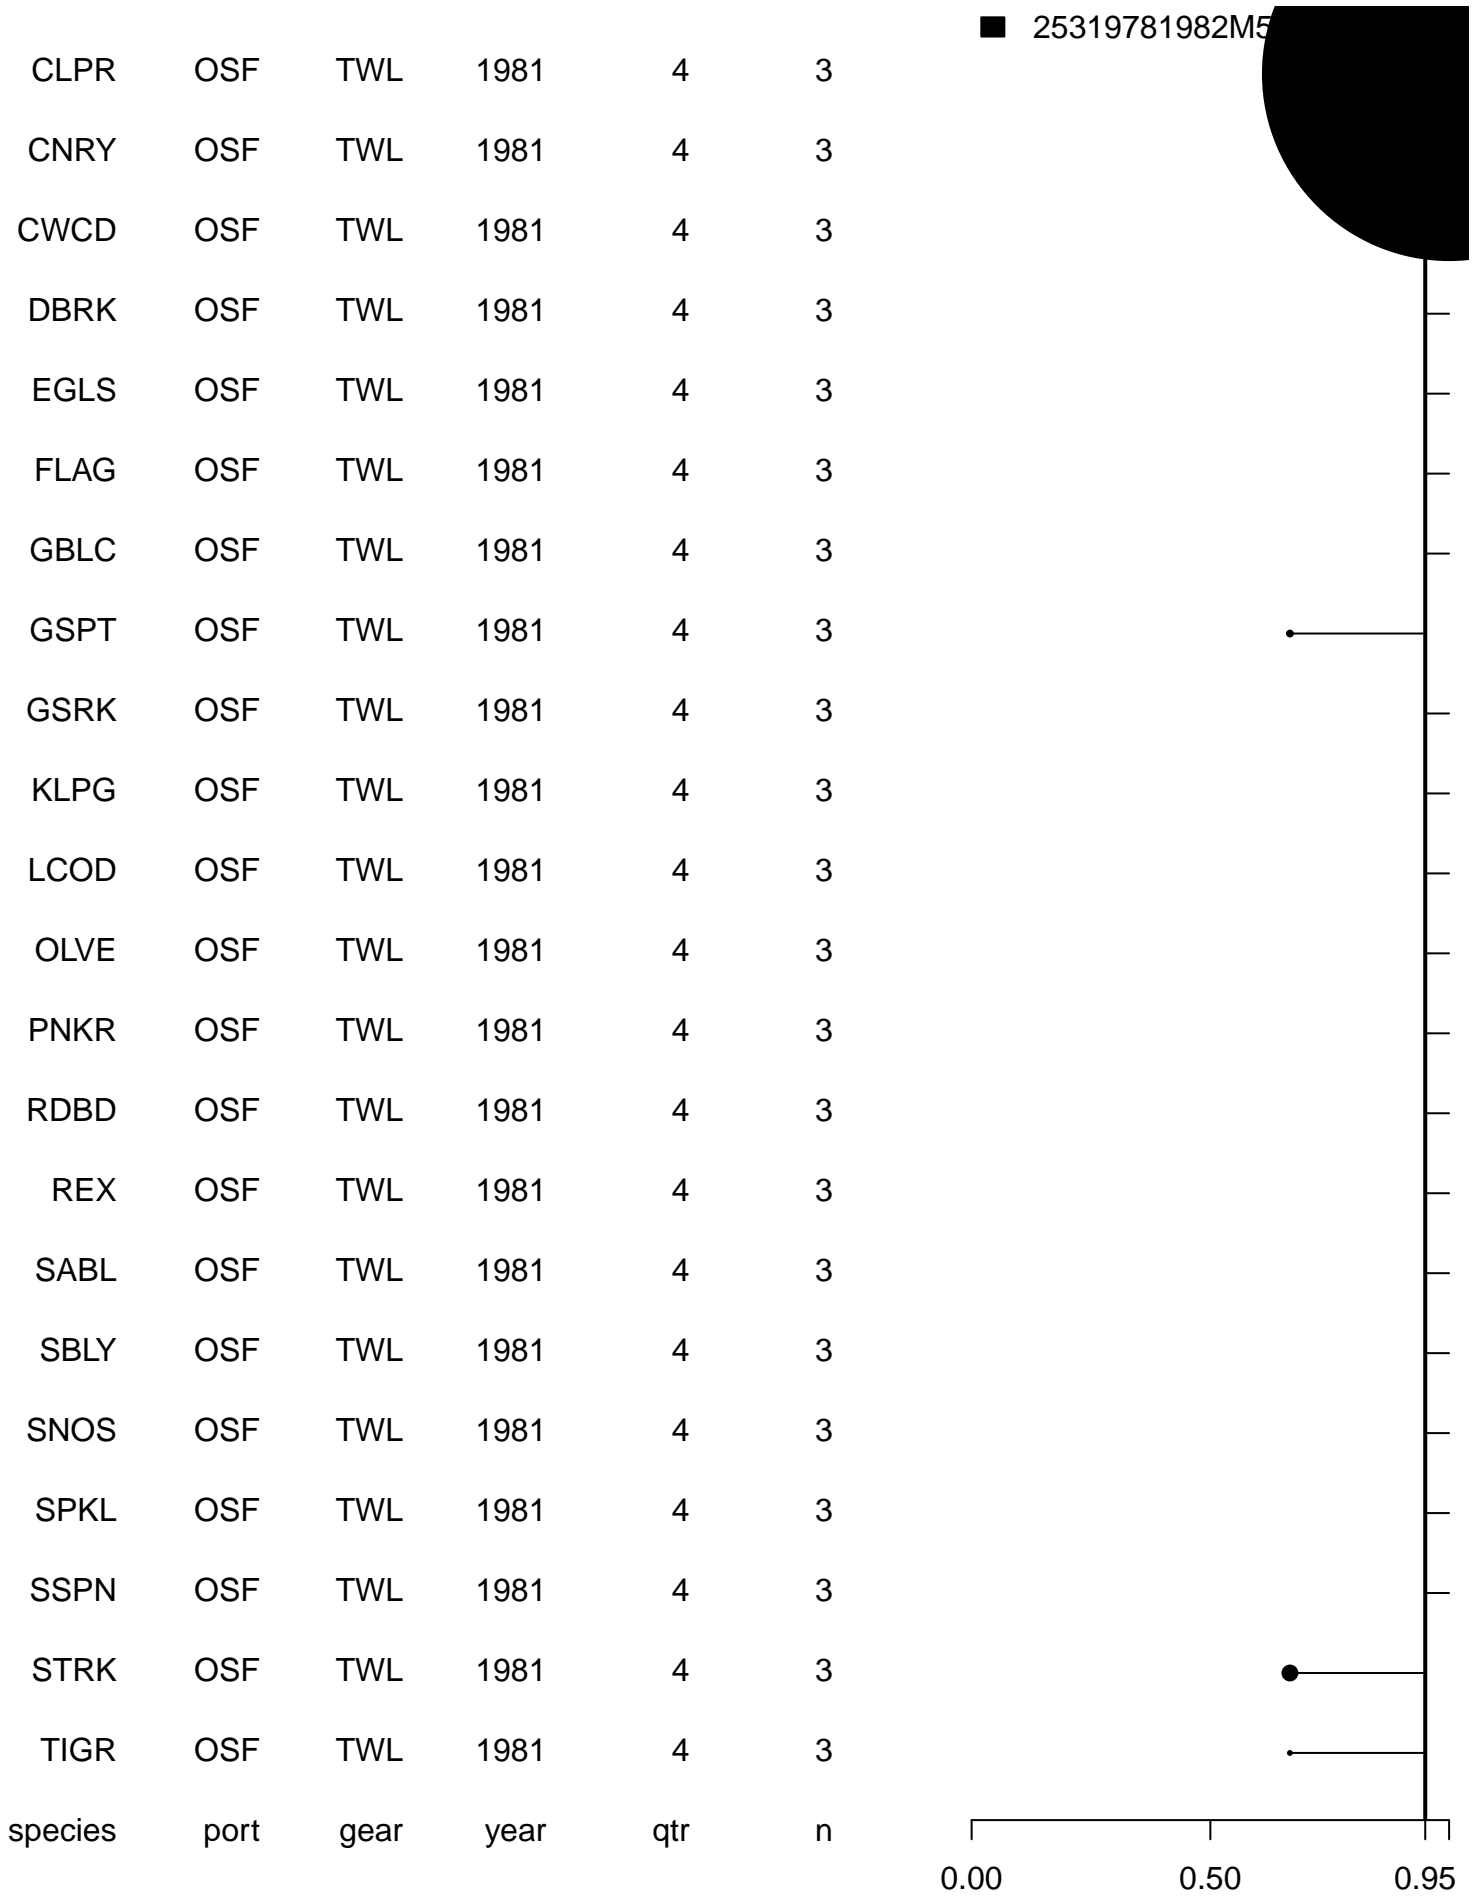 25319781982M5
CLPR OSF TWL 1981 4 3
CNRY OSF TWL 1981 4 3
CWCD OSF TWL 1981 4 3
DBRK OSF TWL 1981 4 3
EGLS OSF TWL 1981 4 3
FLAG OSF TWL 1981 4 3
GBLC OSF TWL 1981 4 3
GSPT OSF TWL 1981 4 3
GSRK OSF TWL 1981 4 3
KLPG OSF TWL 1981 4 3
LCOD OSF TWL 1981 4 3
OLVE OSF TWL 1981 4 3
PNKR OSF TWL 1981 4 3
RDBD OSF TWL 1981 4 3
REX OSF TWL 1981 4 3
SABL OSF TWL 1981 4 3
SBLY OSF TWL 1981 4 3
SNOS OSF TWL 1981 4 3
SPKL OSF TWL 1981 4 3
SSPN OSF TWL 1981 4 3
STRK OSF TWL 1981 4 3
TIGR OSF TWL 1981 4 3
species port gear year qtr n
0.00 0.50 0.95